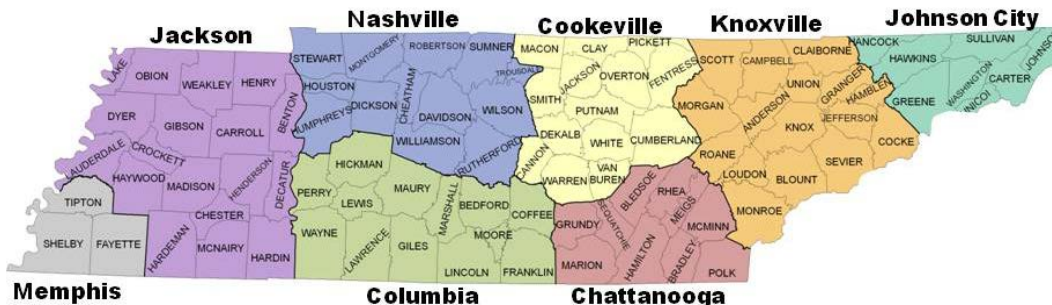 Jackson
Nashville
Cookeville
Knoxville
Johnson City
LAKE
OBION
WEAKLEY
HENRY
BENTON
DYER
GIBSON
CARROLL
LAUDERDALE
CROCKETT
HAYWOOD
MADISON
HENDERSON
DECATUR
CHESTER
HARDEMAN
MCNAIRY
HARDIN
TIPTON
SHELBY
FAYETTE
STEWART
MONTGOMERY
ROBERTSON
SUMNER
TROUSDALE
HOUSTON
DICKSON
CHEATHAM
DAVIDSON
WILSON
HUMPHREYS
WILLIAMSON
RUTHERFORD
HICKMAN
PERRY
LEWIS
MAURY
MARSHALL
BEDFORD
COFFEE
WAYNE
LAWRENCE
GILES
MOORE
LINCOLN
FRANKLIN
MACON
CLAY
PICKETT
JACKSON
OVERTON
FENTRESS
SMITH
PUTNAM
DEKALB
WHITE
CUMBERLAND
CANNON
WARREN
VAN
BUREN
BLEDSOE
RHEA
MEIGS
SEQUATCHIE
GRUNDY
MCMINN
MARION
HAMILTON
BRADLEY
POLK
SCOTT
CAMPBELL
CLAIBORNE
UNION
GRAINGER
HAMBLEN
MORGAN
ANDERSON
KNOX
JEFFERSON
COCKE
ROANE
LOUDON
BLOUNT
SEVIER
MONROE
HANCOCK
HAWKINS
SULLIVAN
JOHNSON
WASHINGTON
CARTER
GREENE
UNICOI
Memphis
Columbia
Chattanooga